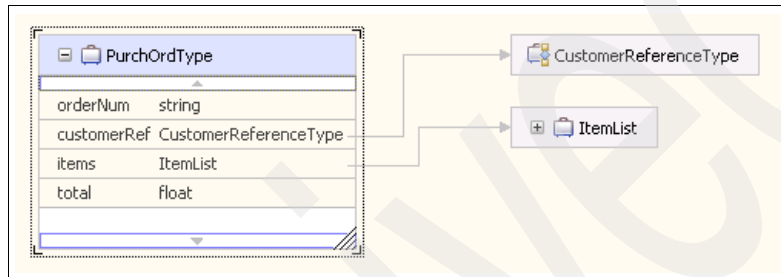 PurchOrdType
orderNum string
customerRef CustomerReferenceType
items ItemList
total float
CustomerReferenceType
ItemList